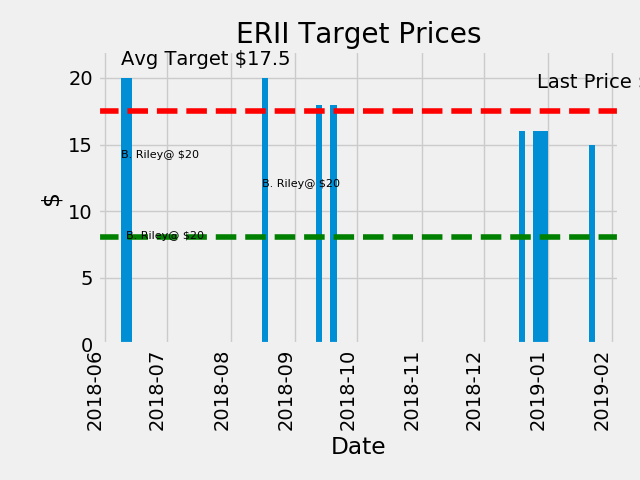 ERII Target Prices
Avg Target $17.5
Last Price
20
15
10
5
0
$
B. Riley@ $20
B. Riley@ $20
B. Riley@ $20
2018-06
2018-07
2018-08
2018-09
2018-10
2018-11
2018-12
2019-01
2019-02
Date